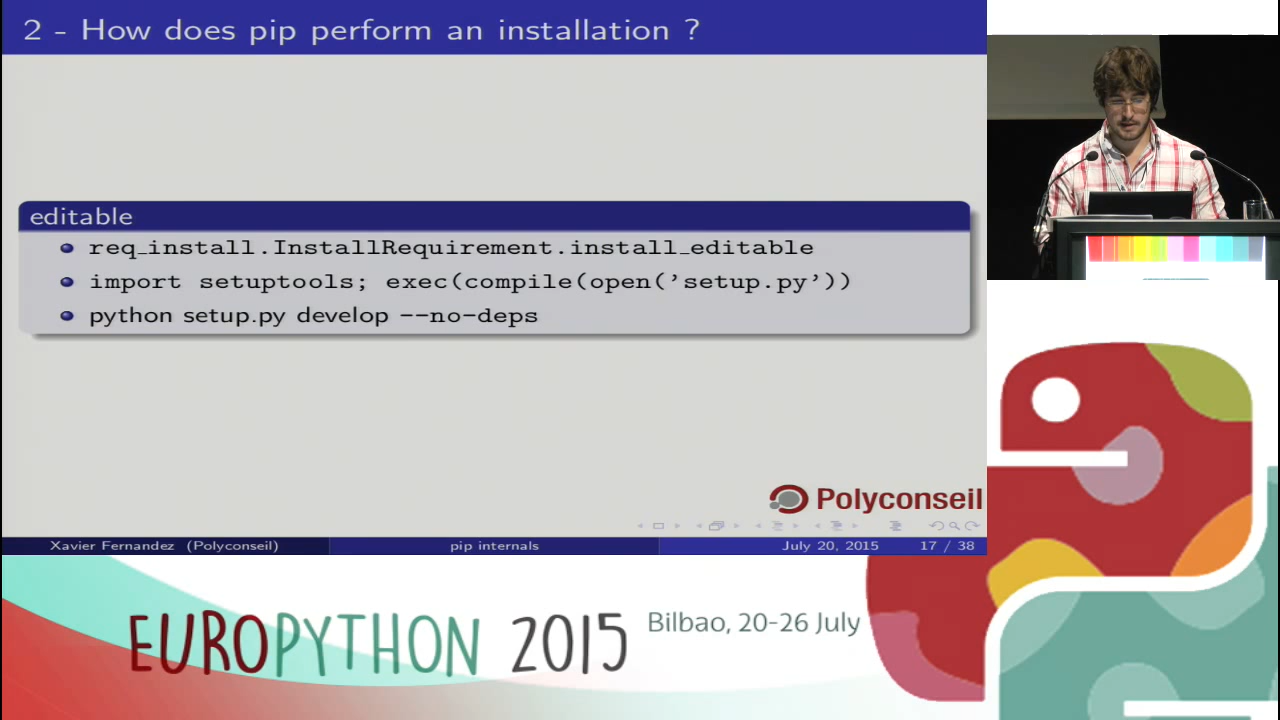 2 - How does pip perform an installation ?
editable
req_install.InstallRequirement.install_editable
import setuptools; exec(compile(open('setup.py'))
python setup.py develop --no-deps
Polyconseil
Xavier Fernandez (Polyconseil)
pip internals
July 20, 2015
17 / 38
EUROPYTHON 2015
Bilbao, 20-26 July